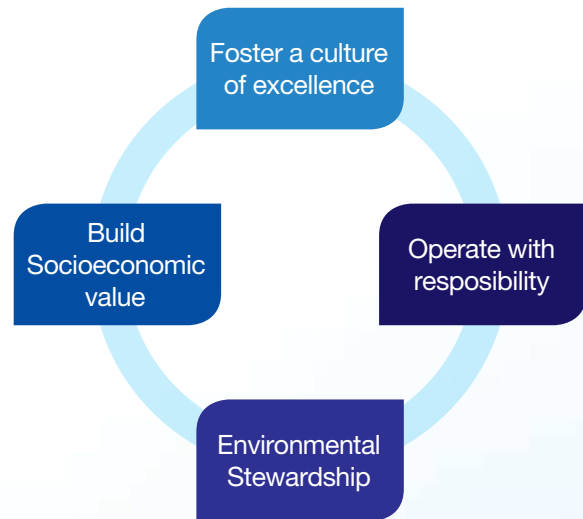 Foster a culture
of excellence
Build
Socioeconomic
value
Operate with
resposibility
Environmental
Stewardship